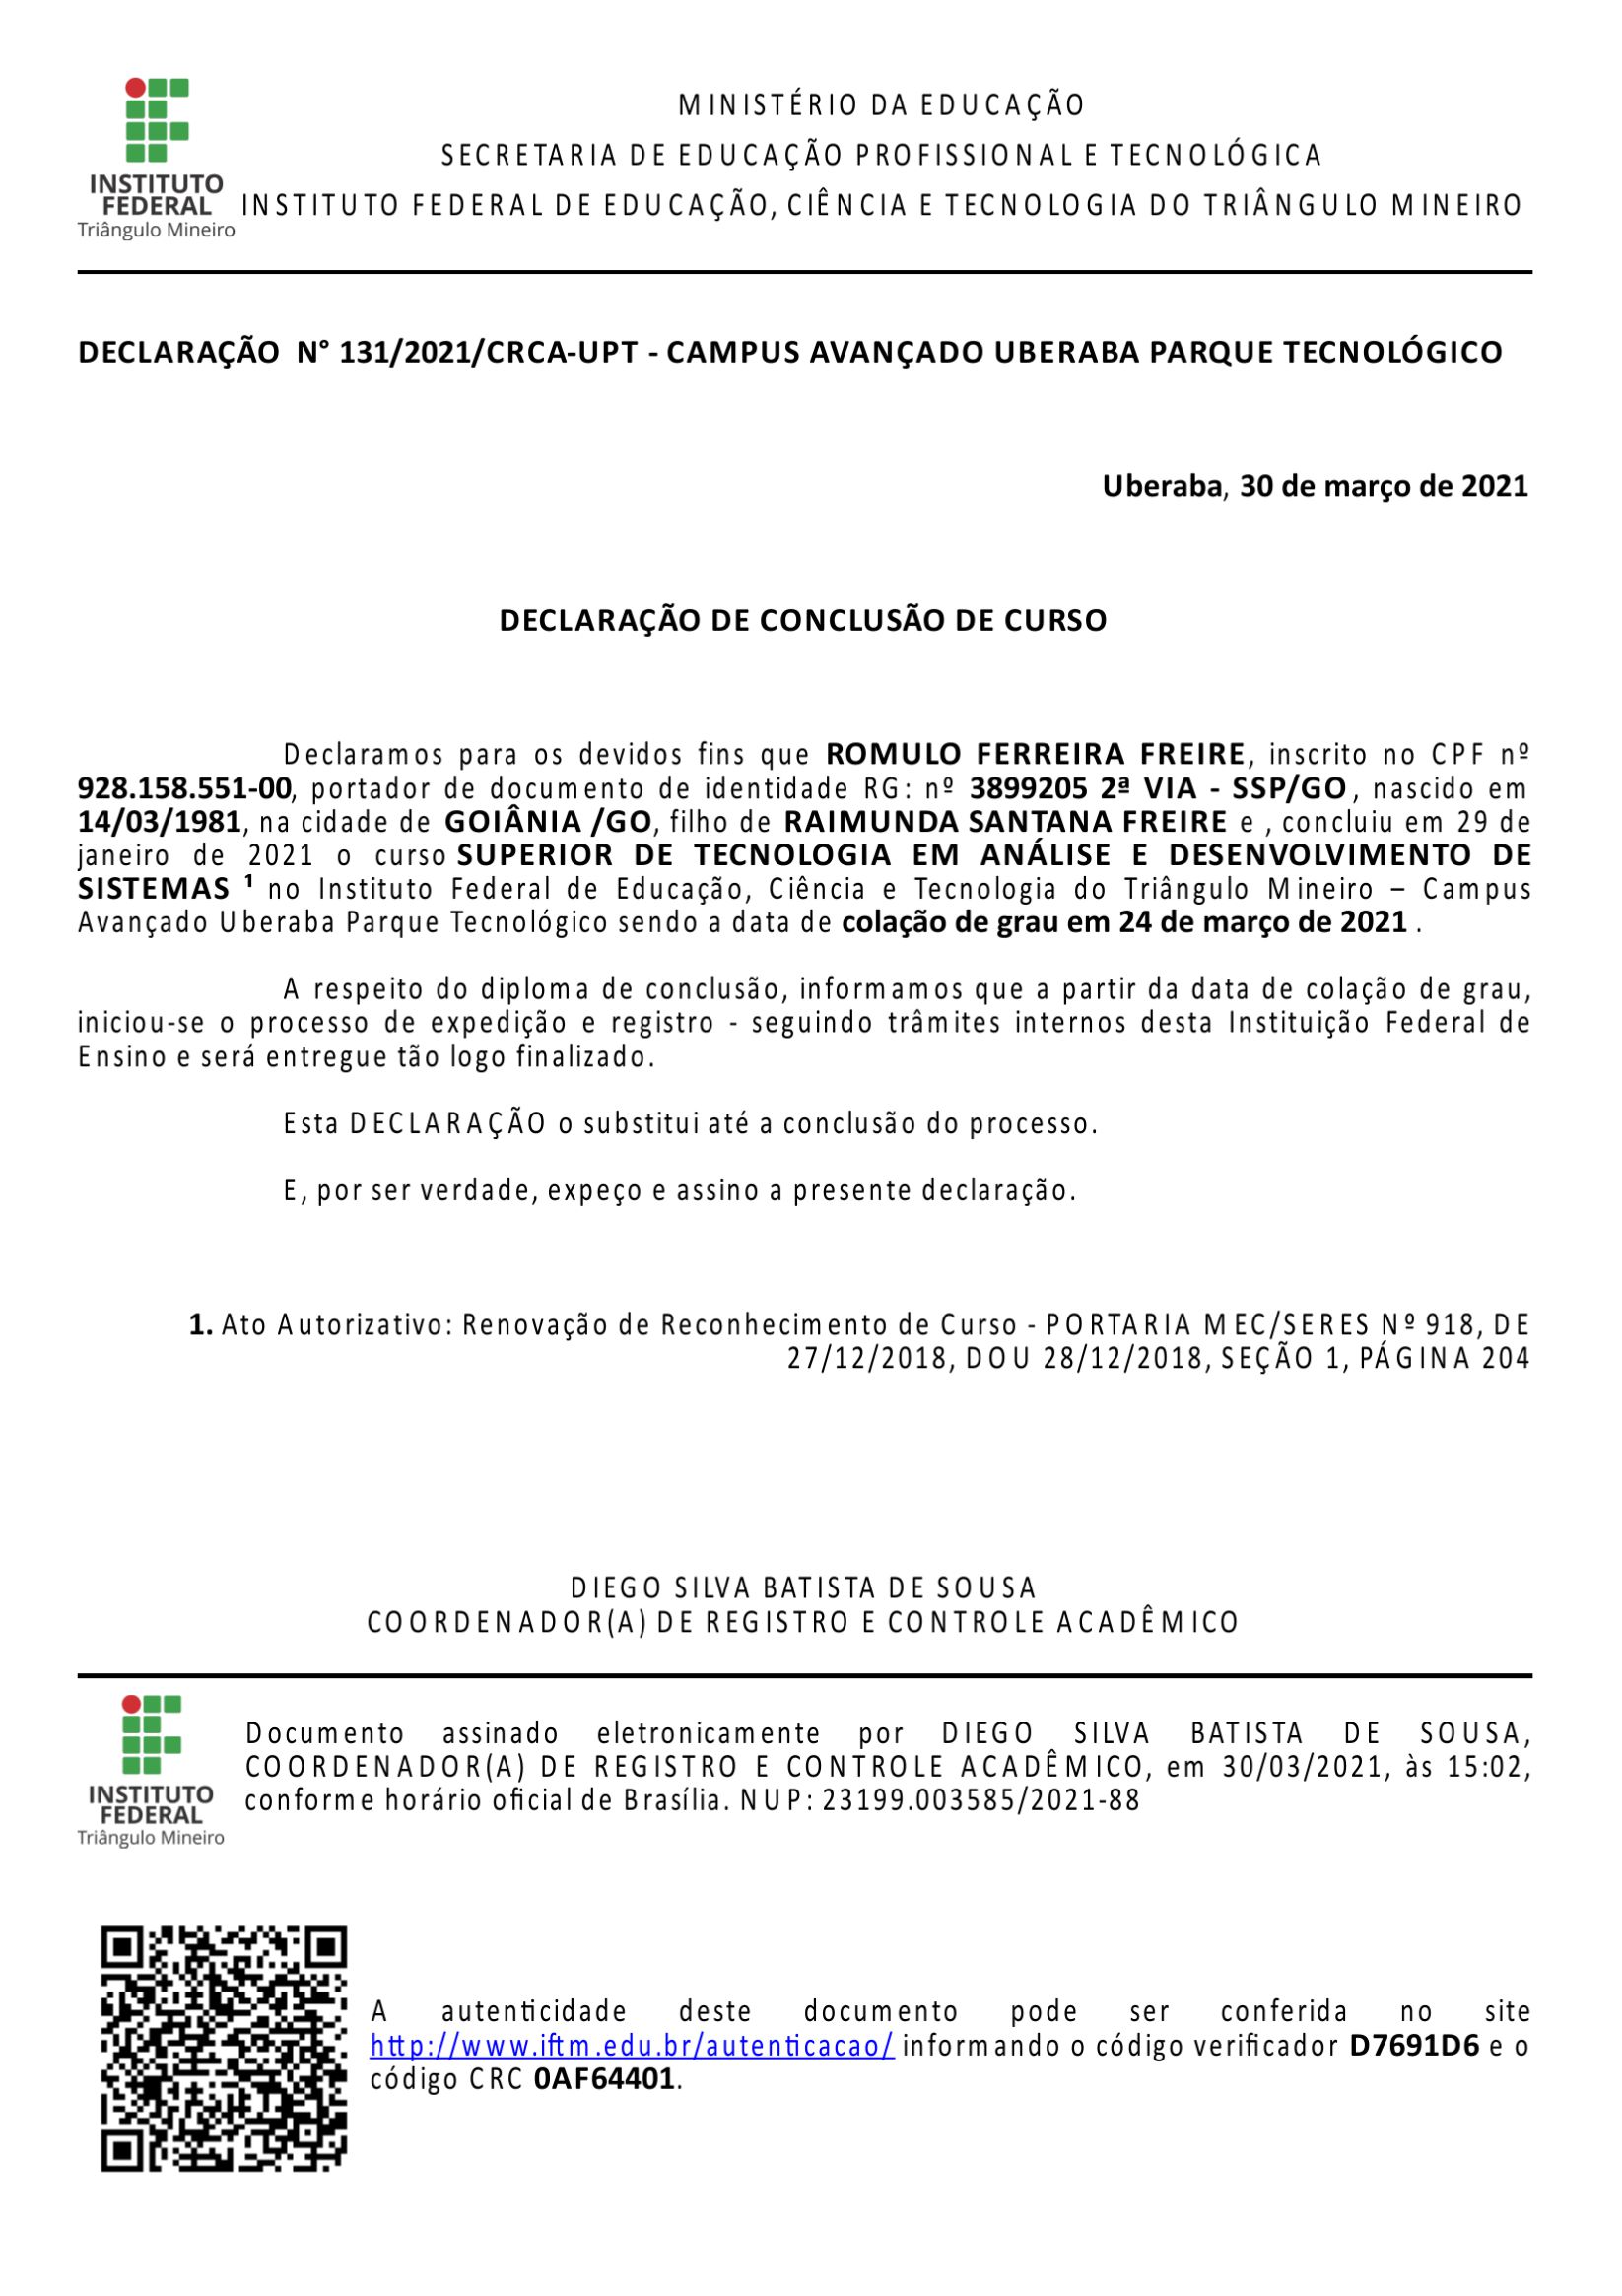 INSTITUTO
FEDERAL
Triângulo Mineiro
MINISTÉRIO DA EDUCAÇÃO
SECRETARIA DE EDUCAÇÃO PROFISSIONAL E TECNOLÓGICA
INSTITUTO FEDERAL DE EDUCAÇÃO, CIÊNCIA E TECNOLOGIA DO TRIÂNGULO MINEIRO
DECLARAÇÃO N° 131/2021/CRCA-UPT - CAMPUS AVANÇADO UBERABA PARQUE TECNOLÓGICO
Uberaba, 30 de março de 2021
DECLARAÇÃO DE CONCLUSÃO DE CURSO
Declaramos para os devidos fins que ROMULO FERREIRA FREIRE, inscrito no CPF nº
928.158.551-00, portador de documento de identidade RG: nº 3899205 2ª VIA - SSP/GO, nascido em
14/03/1981, na cidade de GOIÂNIA /GO, filho de RAIMUNDA SANTANA FREIRE e , concluiu em 29 de
janeiro de 2021 o curso SUPERIOR DE TECNOLOGIA EM ANÁLISE E DESENVOLVIMENTO DE
SISTEMAS ¹ no Instituto Federal de Educação, Ciência e Tecnologia do Triângulo Mineiro – Campus
Avançado Uberaba Parque Tecnológico sendo a data de colação de grau em 24 de março de 2021 .
A respeito do diploma de conclusão, informamos que a partir da data de colação de grau,
iniciou-se o processo de expedição e registro - seguindo trâmites internos desta Instituição Federal de
Ensino e será entregue tão logo finalizado.
Esta DECLARAÇÃO o substitui até a conclusão do processo.
E, por ser verdade, expeço e assino a presente declaração.
1. Ato Autorizativo: Renovação de Reconhecimento de Curso - PORTARIA MEC/SERES Nº 918, DE
27/12/2018, DOU 28/12/2018, SEÇÃO 1, PÁGINA 204
DIEGO SILVA BATISTA DE SOUSA
COORDENADOR(A) DE REGISTRO E CONTROLE ACADÊMICO
INSTITUTO
FEDERAL
Triângulo Mineiro
Documento assinado eletronicamente por DIEGO SILVA BATISTA DE SOUSA,
COORDENADOR(A) DE REGISTRO E CONTROLE ACADÊMICO, em 30/03/2021, às 15:02,
conforme horário oficial de Brasília. NUP: 23199.003585/2021-88
A autenticidade deste documento pode ser conferida no site
http://www.iftm.edu.br/autenticacao/ informando o código verificador D7691D6 e o
código CRC 0AF64401.